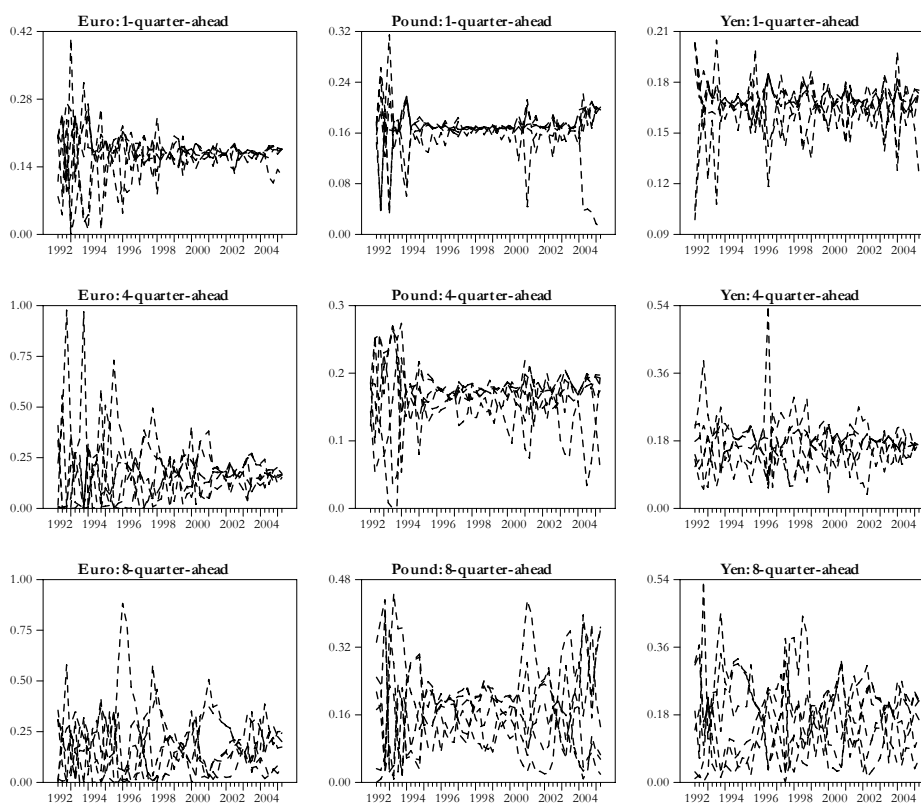 Euro: 1-quarter-ahead
0.42
0.28
0.14
0.00
1992 1994 1996 1998 2000 2002 2004
Pound: 1-quarter-ahead
0.32
0.24
0.16
0.08
0.00
1992 1994 1996 1998 2000 2002 2004
Yen: 1-quarter-ahead
0.21
0.18
0.15
0.12
0.09
1992 1994 1996 1998 2000 2002 2004
Euro: 4-quarter-ahead
1.00
0.75
0.50
0.25
0.00
1992 1994 1996 1998 2000 2002 2004
Pound: 4-quarter-ahead
0.3
0.2
0.1
0.0
1992 1994 1996 1998 2000 2002 2004
Yen: 4-quarter-ahead
0.54
0.36
0.18
0.00
1992 1994 1996 1998 2000 2002 2004
Euro: 8-quarter-ahead
1.00
0.75
0.50
0.25
0.00
1992 1994 1996 1998 2000 2002 2004
Pound: 8-quarter-ahead
0.48
0.32
0.16
0.00
1992 1994 1996 1998 2000 2002 2004
Yen: 8-quarter-ahead
0.54
0.36
0.18
0.00
1992 1994 1996 1998 2000 2002 2004